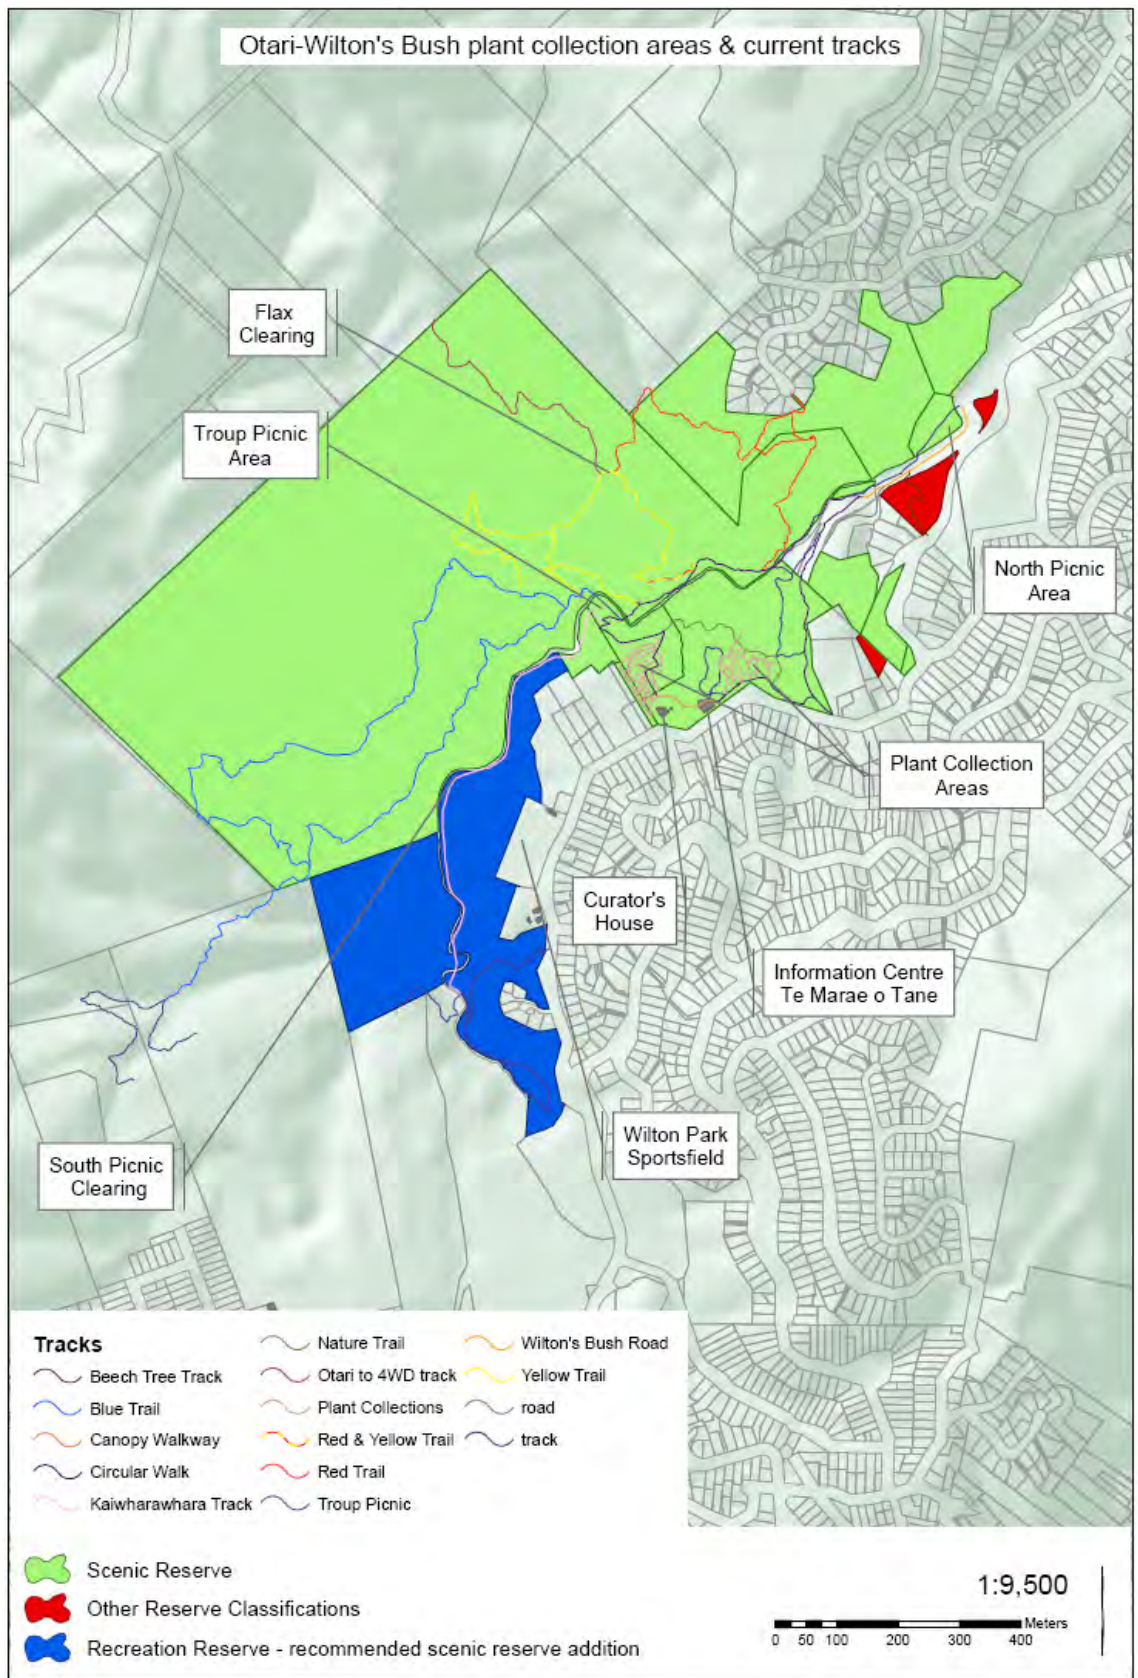 Otari-Wilton's Bush plant collection areas & current tracks
Flax
Clearing
Troup Picnic
Area
North Picnic
Area
Plant Collection
Areas
Curator's
House
Information Centre
Te Marae o Tane
Wilton Park
Sportsfield
South Picnic
Clearing
Tracks
Beech Tree Track
Blue Trail
Canopy Walkway
Circular Walk
Kaiwharawhara Track
Nature Trail
Otari to 4WD track
Plant Collections
Red & Yellow Trail
Red Trail
Troup Picnic
Wilton's Bush Road
Yellow Trail
road
track
Scenic Reserve
Other Reserve Classifications
Recreation Reserve - recommended scenic reserve addition
1:9,500
Meters
0 50 100 200 300 400